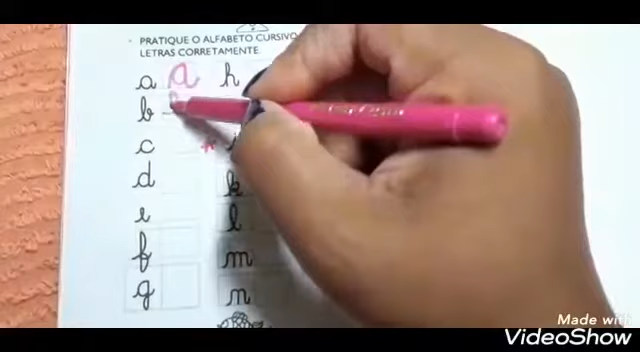 PRATIQUE O ALFABETO CURSIVO
LETRAS CORRETAMENTE
a a h
b
c i
d k
e l
f m
g n
Made with
VideoShow